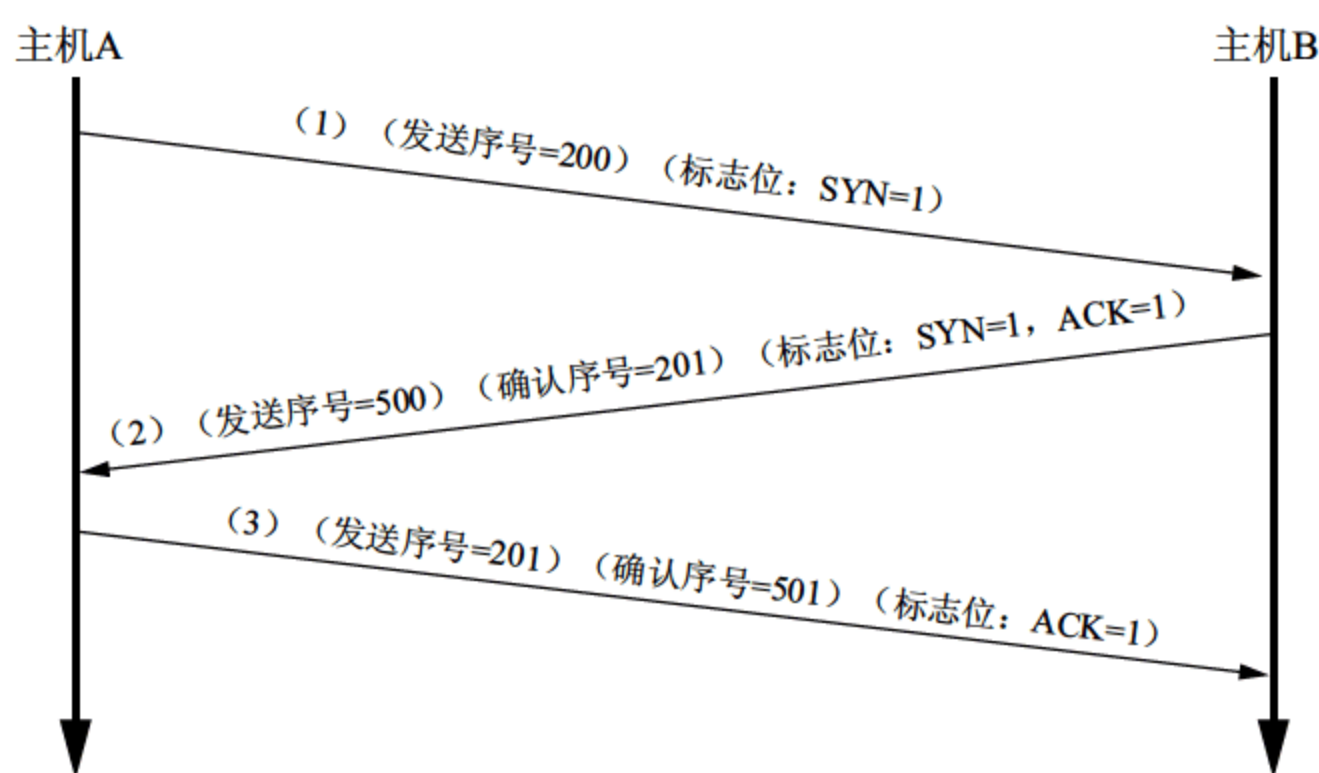 主机A
主机B
（1）（发送序号=200）（标志位：SYN=1）
（2）（发送序号=500）（确认序号=201）（标志位：SYN=1，ACK=1）
（3）（发送序号=201）（确认序号=501）（标志位：ACK=1）